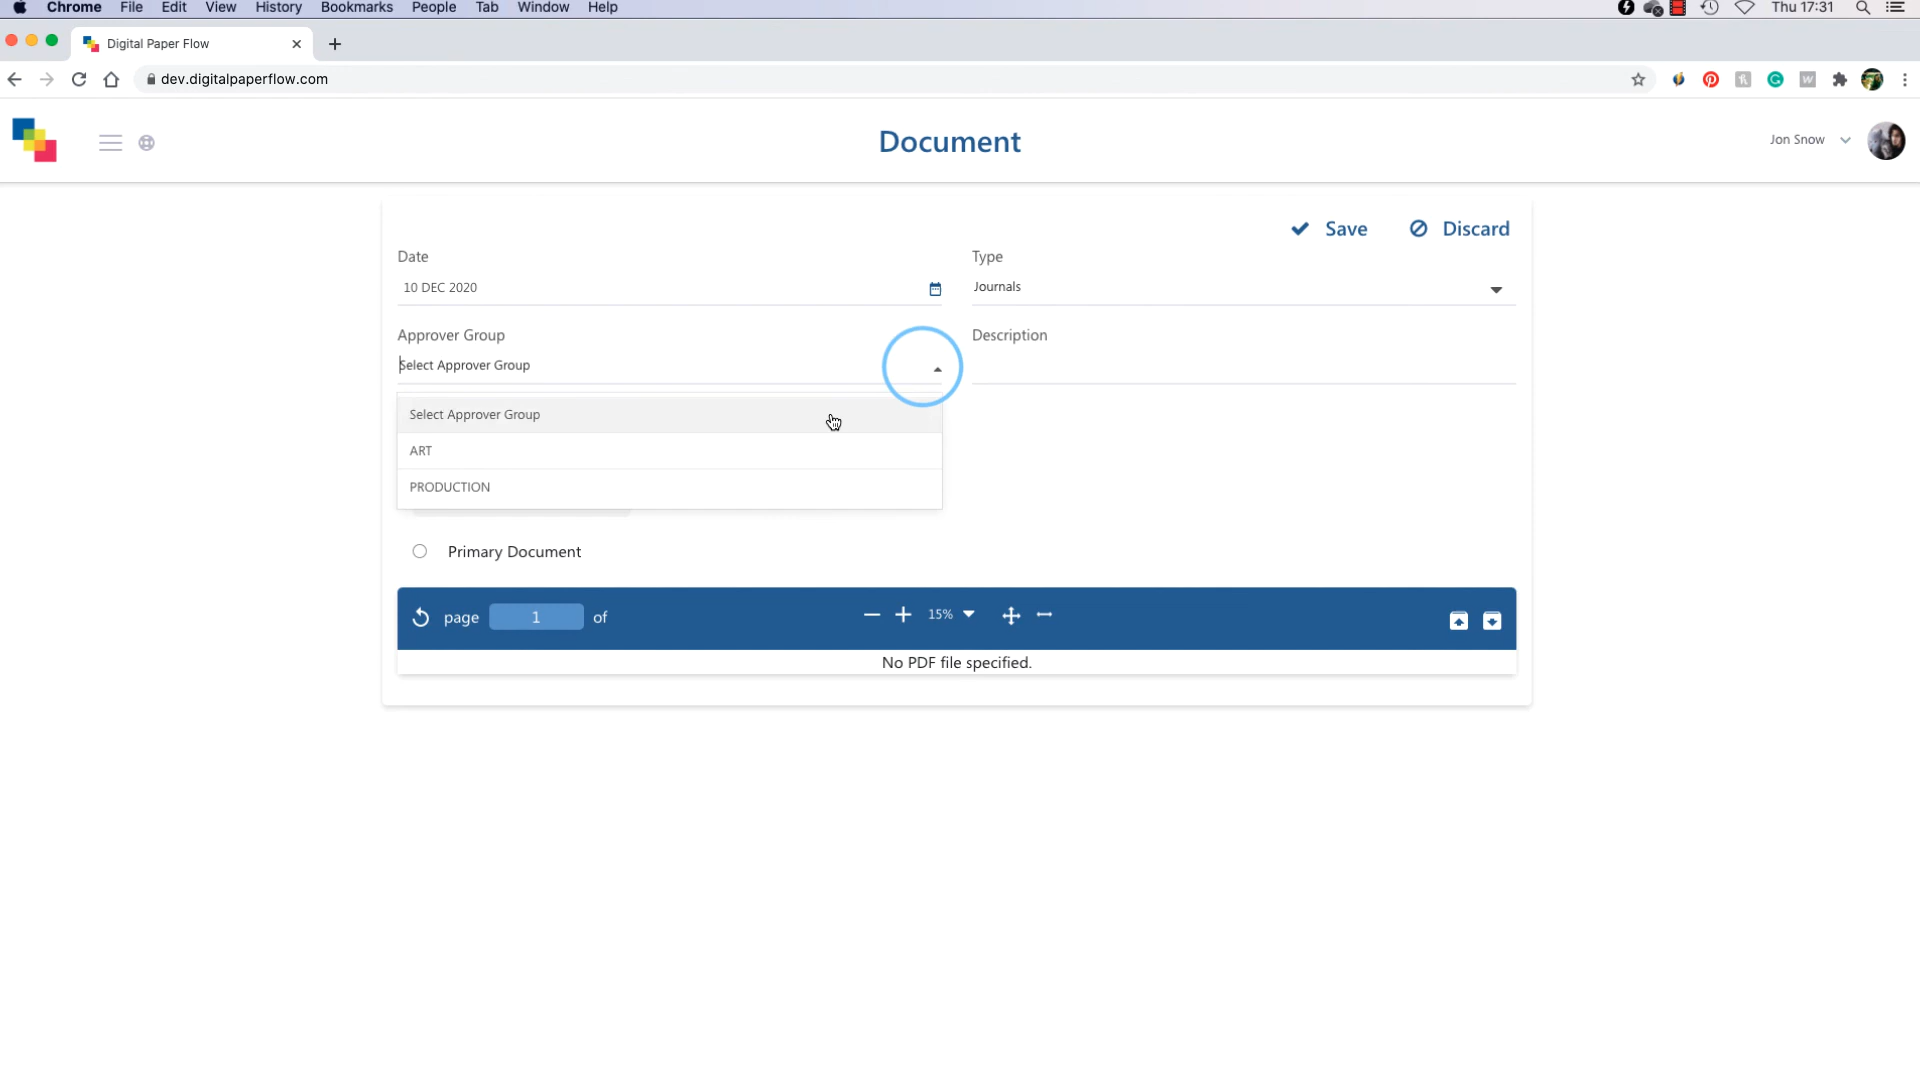 Chrome File Edit View History Bookmarks People Tab Window Help Thu 17:31
Digital Paper Flow
dev.digitalpaperflow.com
Document
Jon Snow
Save Discard
Date Type
10 DEC 2020 Journals
Approver Group Description
Select Approver Group
Select Approver Group
ART
PRODUCTION
Primary Document
page 1 of 15%
No PDF file specified.